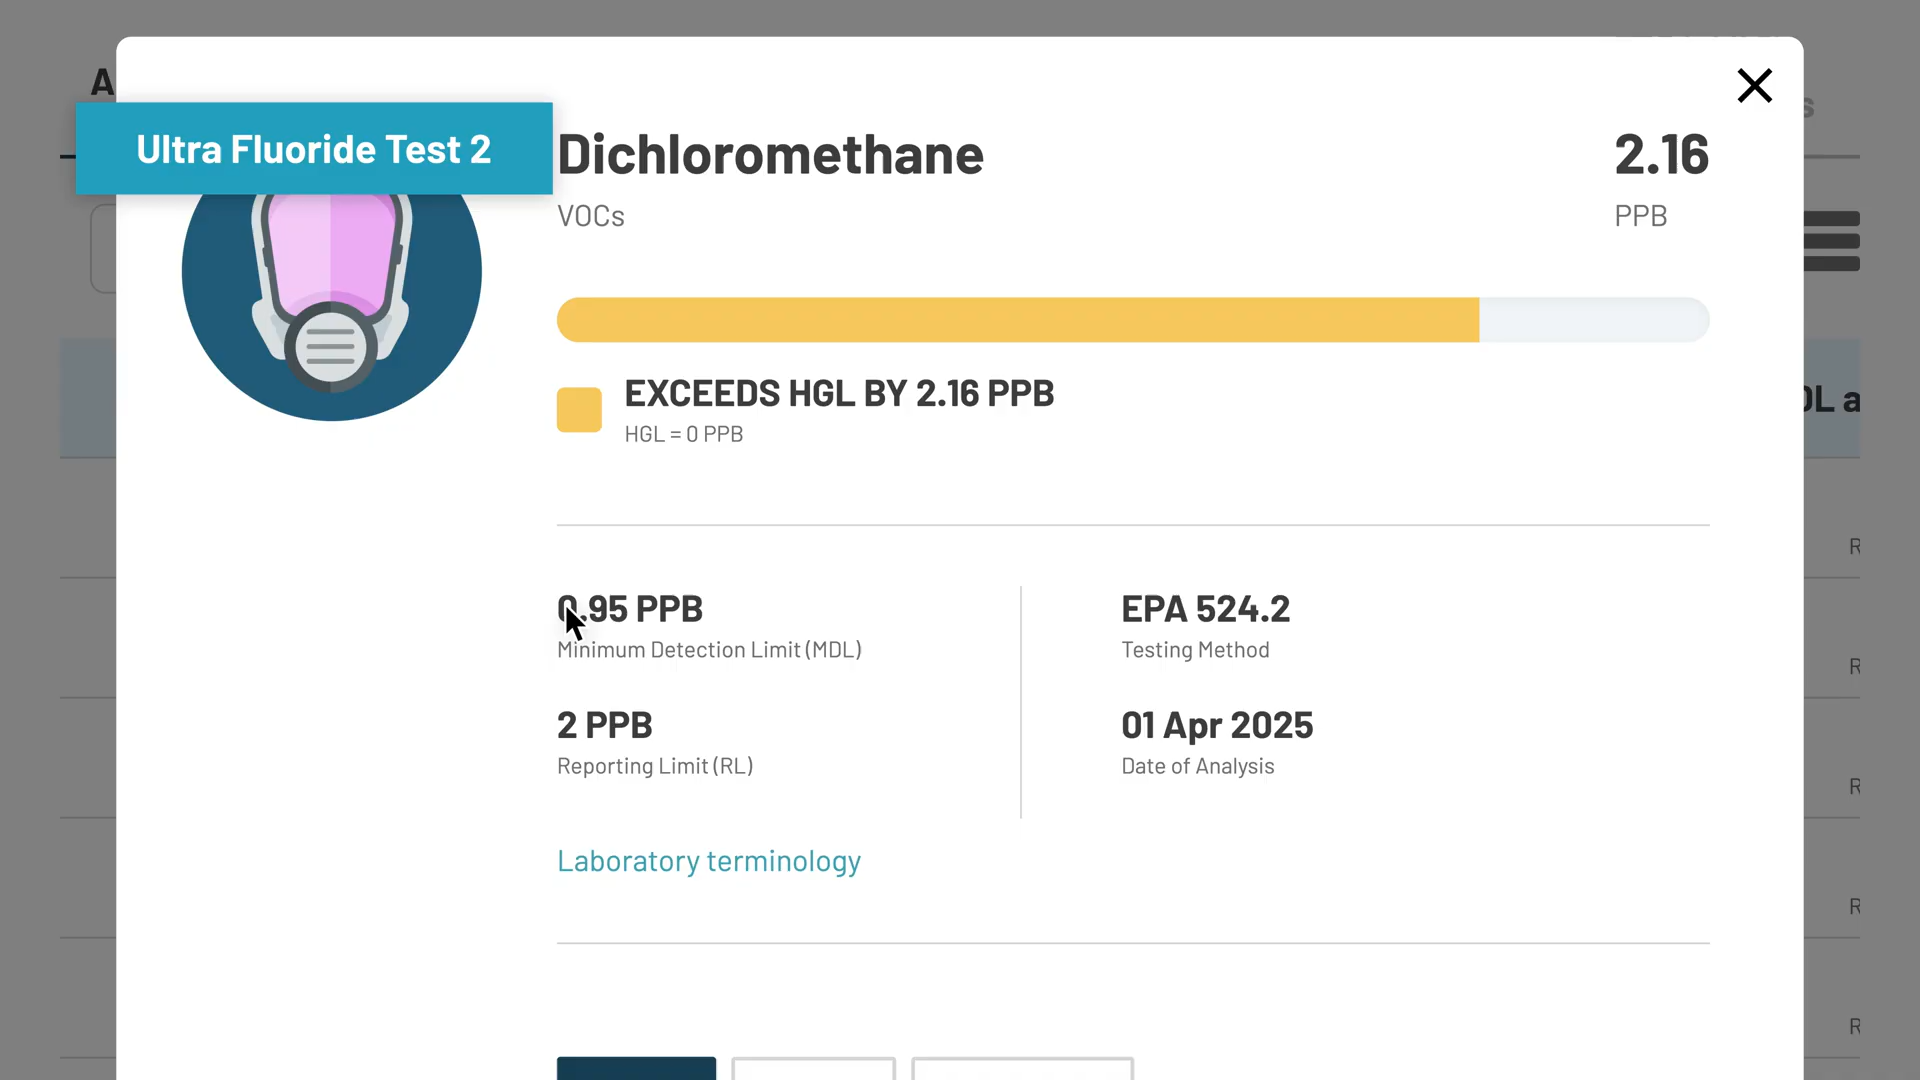 A
Ultra Fluoride Test 2
Dichloromethane
2.16
VOCs
PPB
EXCEEDS HGL BY 2.16 PPB
HGL = 0 PPB
0.95 PPB
Minimum Detection Limit (MDL)
EPA 524.2
Testing Method
2 PPB
Reporting Limit (RL)
01 Apr 2025
Date of Analysis
Laboratory terminology